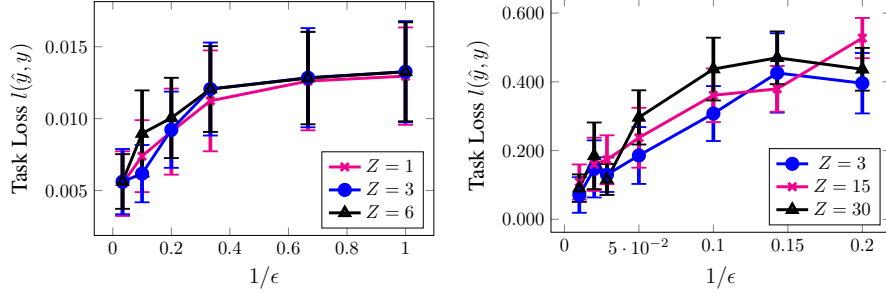 Task Loss l(ŷ, y)
0.015
0.010
0.005
0
0.2
0.4
0.6
0.8
1
1/ϵ
Z = 1
Z = 3
Z = 6
Task Loss l(ŷ, y)
0.600
0.400
0.200
0.000
0
5 · 10⁻²
0.1
0.15
0.2
1/ϵ
Z = 3
Z = 15
Z = 30